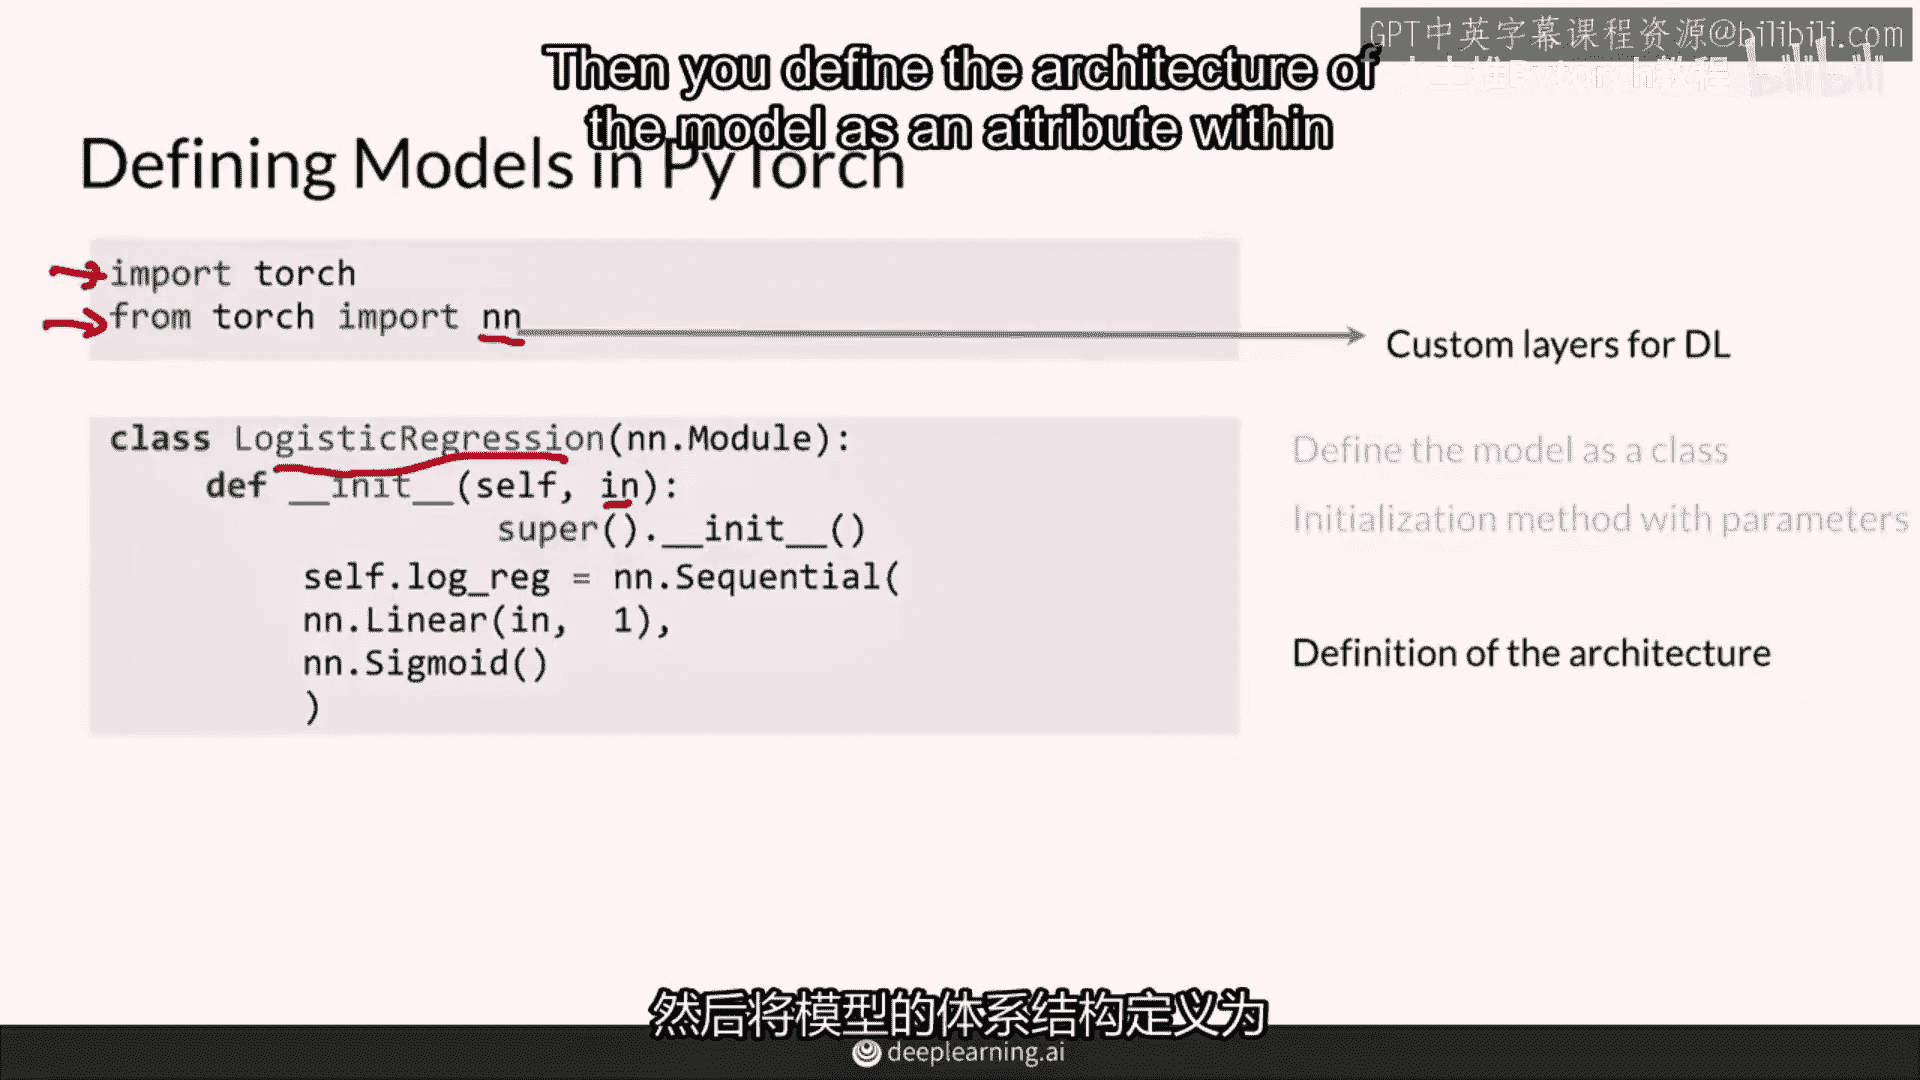 GPT中英字幕课程资源@bilibili.com
Then you define the architecture of
the model as an attribute within
Defining Models in PyTorch
import torch
from torch import nn
Custom layers for DL
class LogisticRegression(nn.Module):
def __init__(self, in):
super().__init__()
self.log_reg = nn.Sequential(
nn.Linear(in, 1),
nn.Sigmoid()
)
Define the model as a class
Initialization method with parameters
Definition of the architecture
然后将模型的体系结构定义为
deeplearning.ai